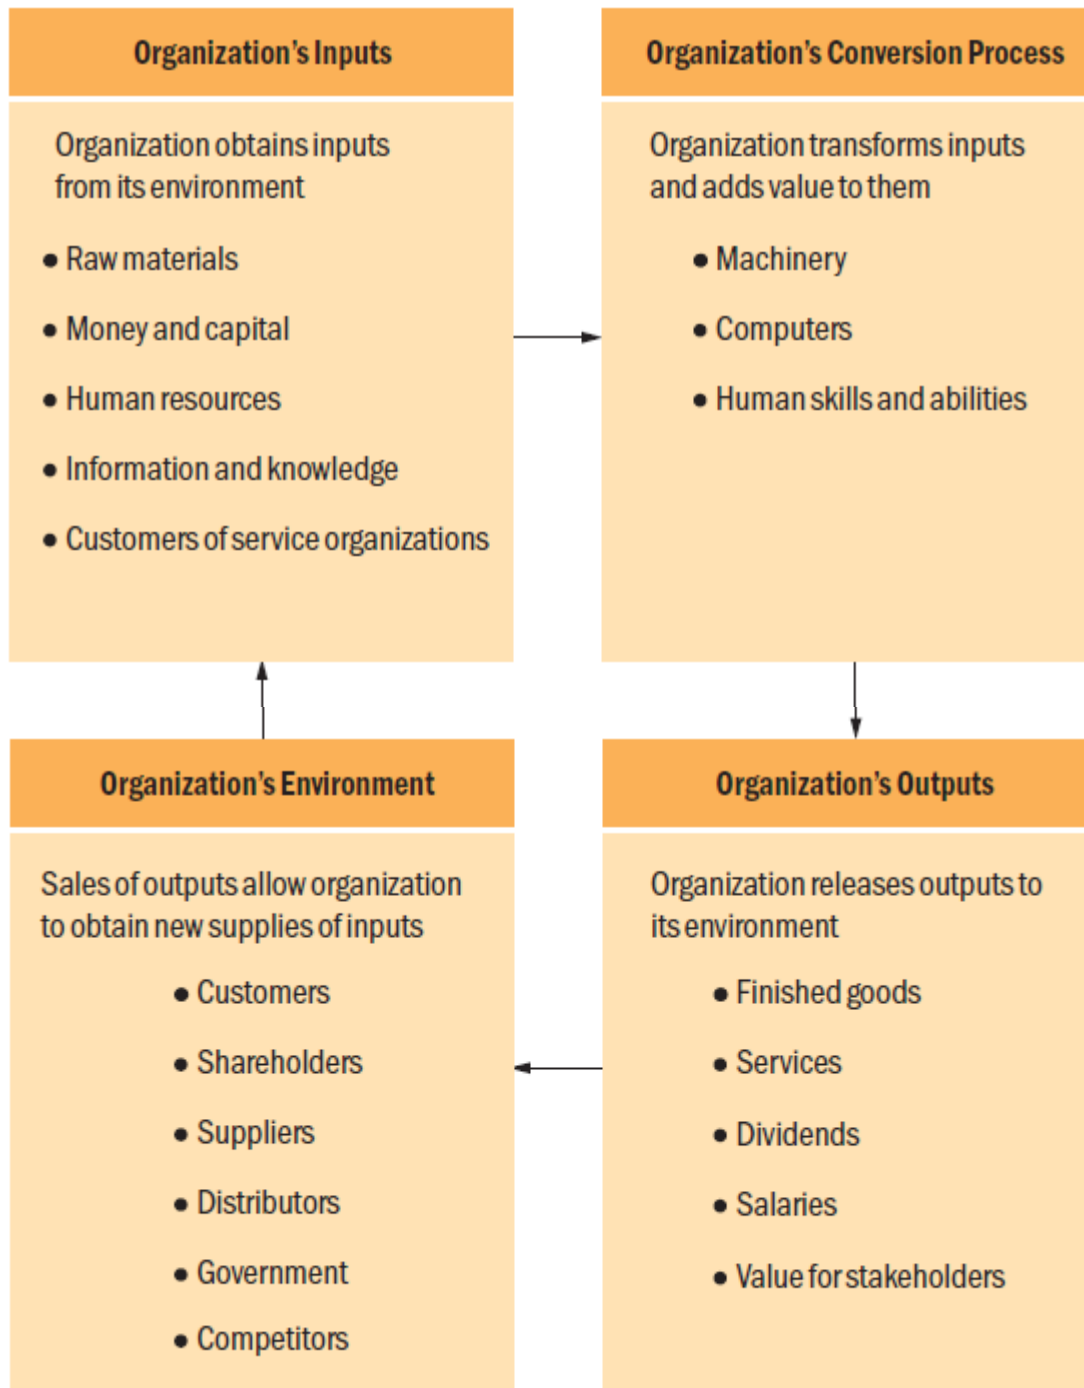 Organization’s Inputs
Organization obtains inputs
from its environment
● Raw materials
● Money and capital
● Human resources
● Information and knowledge
● Customers of service organizations
Organization’s Conversion Process
Organization transforms inputs
and adds value to them
● Machinery
● Computers
● Human skills and abilities
Organization’s Environment
Sales of outputs allow organization
to obtain new supplies of inputs
● Customers
● Shareholders
● Suppliers
● Distributors
● Government
● Competitors
Organization’s Outputs
Organization releases outputs to
its environment
● Finished goods
● Services
● Dividends
● Salaries
● Value for stakeholders